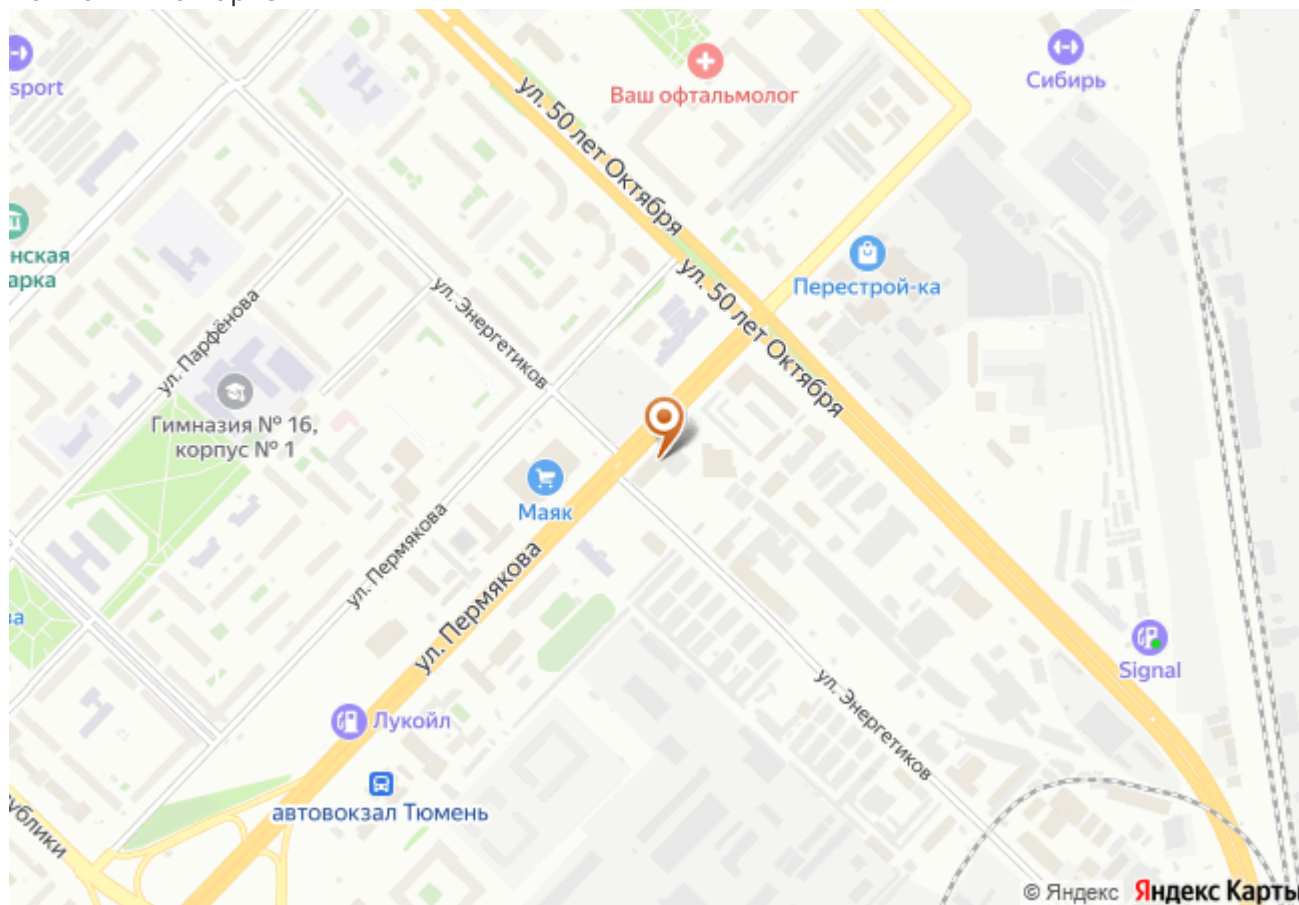 sport
Ваш офтальмолог
Сибирь
ул. 50 лет Октября
нская
арка
Перестрой-ка
ул. Энергетиков
ул. Парфёнова
ул. 50 лет Октября
Гимназия № 16,
корпус № 1
Маяк
ул. Пермякова
ул. Пермякова
ва
Signal
ул. Энергетиков
Лукойл
автовокзал Тюмень
ублики
© Яндекс Яндекс Карты